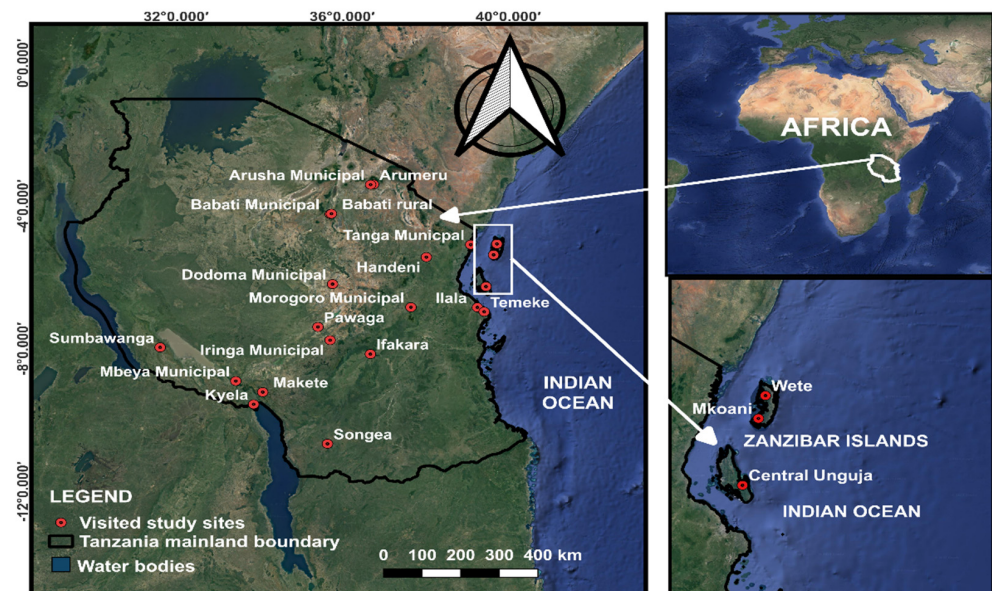 32°0.000′ 36°0.000′ 40°0.000′
0°0.000′
-4°0.000′
-8°0.000′
-12°0.000′
Arusha Municipal Arumeru
Babati Municipal Babati rural
Tanga Municpal
Handeni
Dodoma Municipal
Morogoro Municipal Ilala Temeke
Pawaga
Sumbawanga
Iringa Municipal Ifakara
Mbeya Municipal
Makete
Kyela
Songea
INDIAN
OCEAN
LEGEND
Visited study sites
Tanzania mainland boundary
Water bodies
0 100 200 300 400 km
AFRICA
Wete
Mkoani
ZANZIBAR ISLANDS
Central Unguja
INDIAN OCEAN